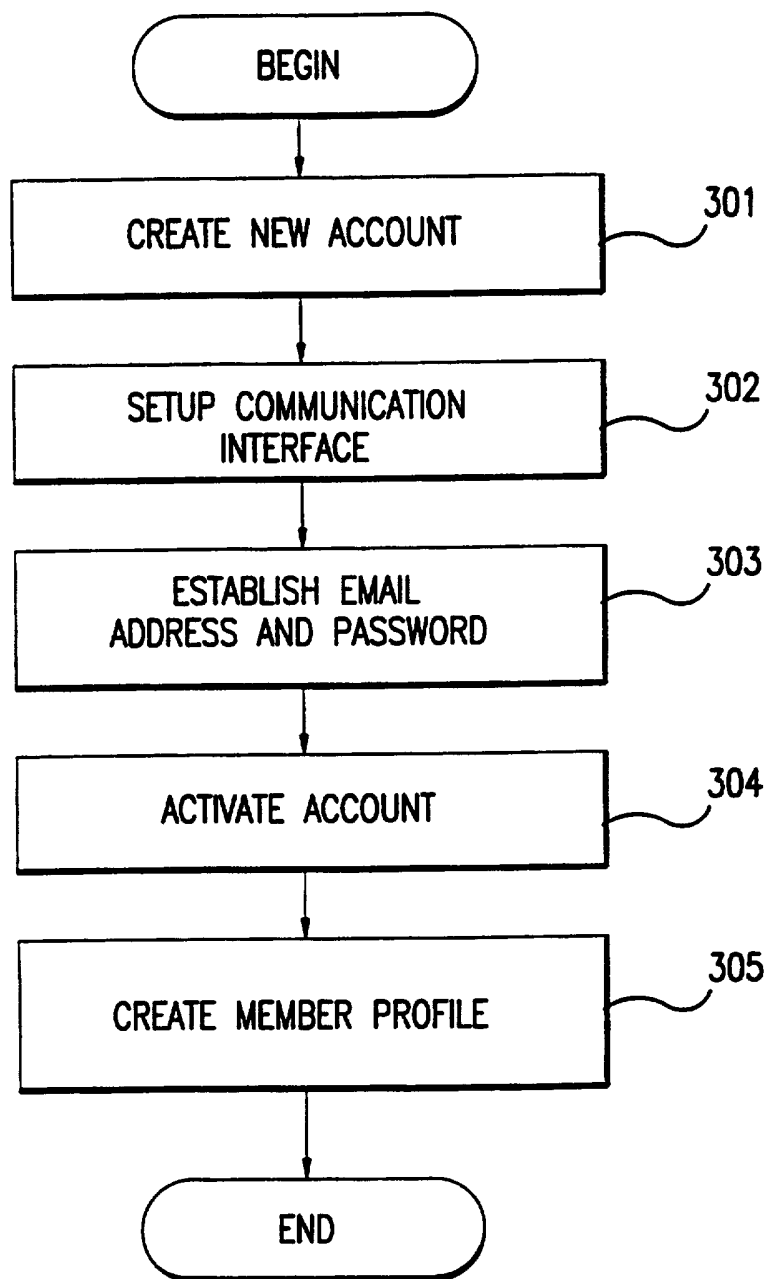 BEGIN
CREATE NEW ACCOUNT
301
SETUP COMMUNICATION
INTERFACE
302
ESTABLISH EMAIL
ADDRESS AND PASSWORD
303
ACTIVATE ACCOUNT
304
CREATE MEMBER PROFILE
305
END